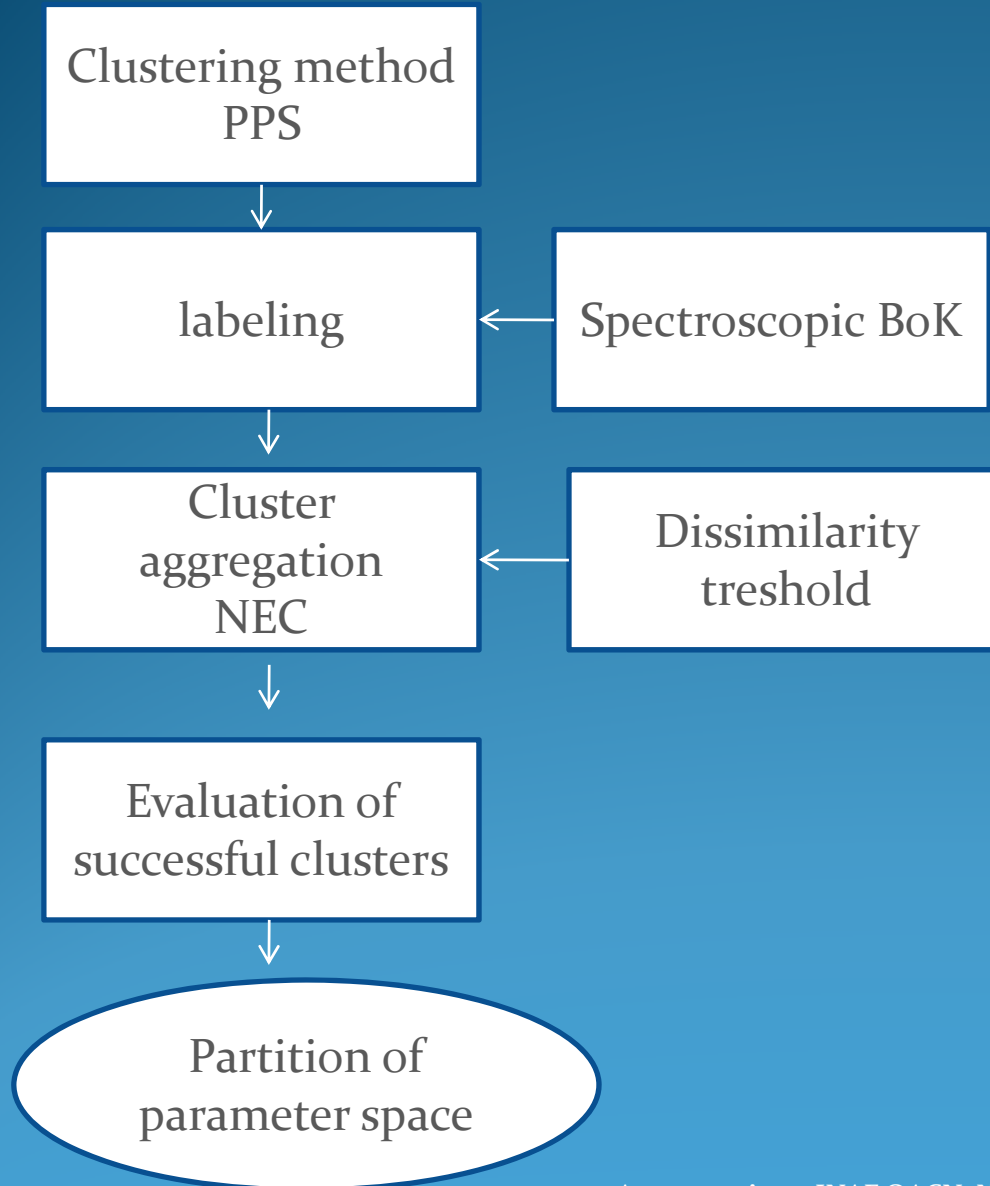 Clustering method
PPS
labeling
Spectroscopic BoK
Cluster
aggregation
NEC
Dissimilarity
treshold
Evaluation of
successful clusters
Partition of
parameter space